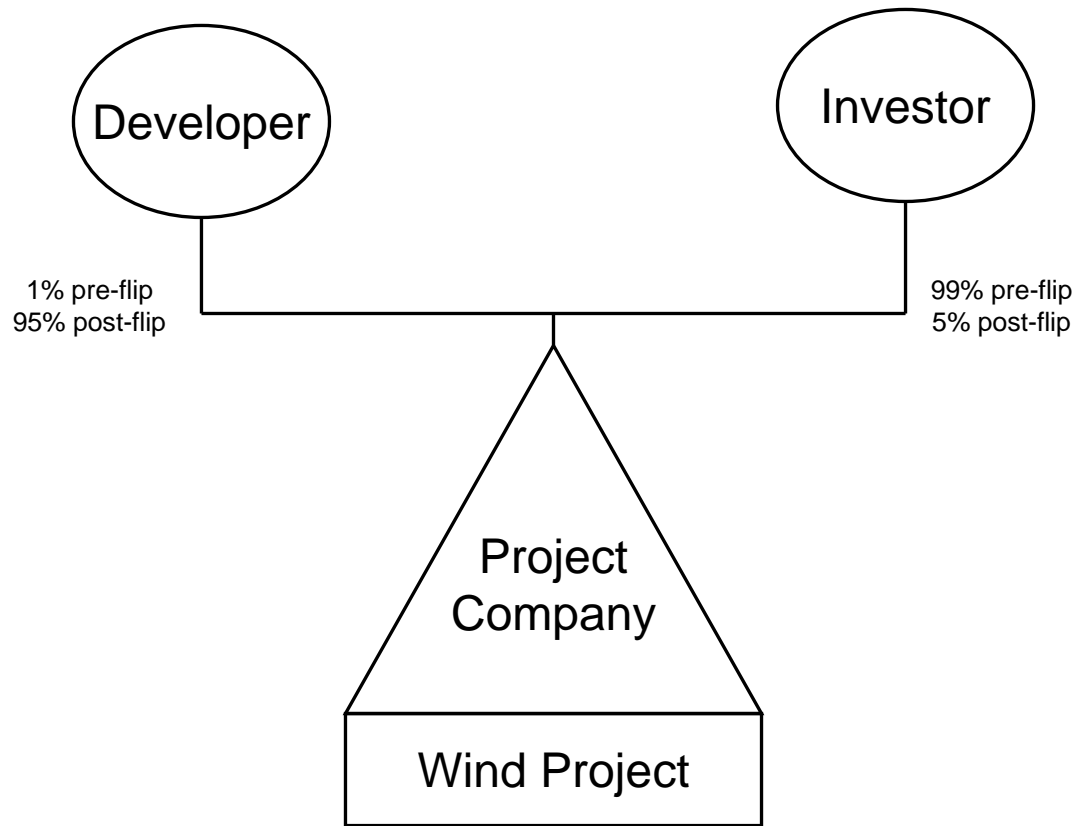 Developer
Investor
1% pre-flip
95% post-flip
99% pre-flip
5% post-flip
Project
Company
Wind Project